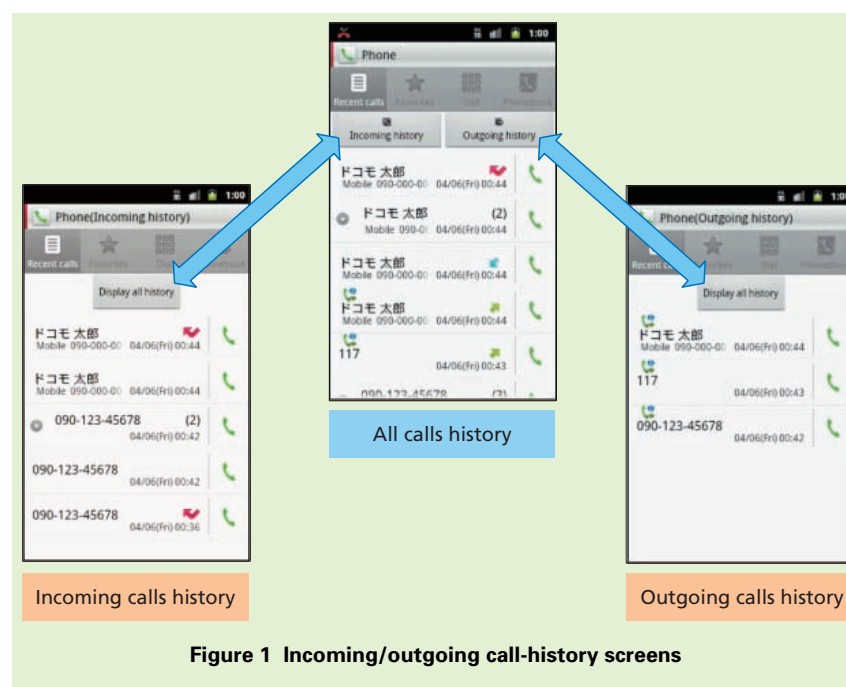 1:00
Phone
Recent calls Favorites Dial Phonebook
Incoming history Outgoing history
ドコモ 太郎
Mobile 090-000-00 04/06(Fri) 00:44
ドコモ 太郎 (2)
Mobile 090-0 04/06(Fri) 00:44
ドコモ 太郎
Mobile 090-000-00 04/06(Fri) 00:44
ドコモ 太郎
Mobile 090-000-00 04/06(Fri) 00:44
117
04/06(Fri) 00:43
090-123-45678 (2)
All calls history
1:00
Phone(Incoming history)
Recent calls Favorites
Display all history
ドコモ 太郎
Mobile 090-000-00 04/06(Fri) 00:44
ドコモ 太郎
Mobile 090-000-00 04/06(Fri) 00:44
090-123-45678 (2)
04/06(Fri) 00:42
090-123-45678
04/06(Fri) 00:42
090-123-45678
04/06(Fri) 00:36
Incoming calls history
Phone(Outgoing history)
Dial
Display all history
ドコモ 太郎
Mobile 090-000-00 04/06(Fri) 00:44
117
04/06(Fri) 00:43
090-123-45678
04/06(Fri) 00:42
Outgoing calls history
Figure 1 Incoming/outgoing call-history screens